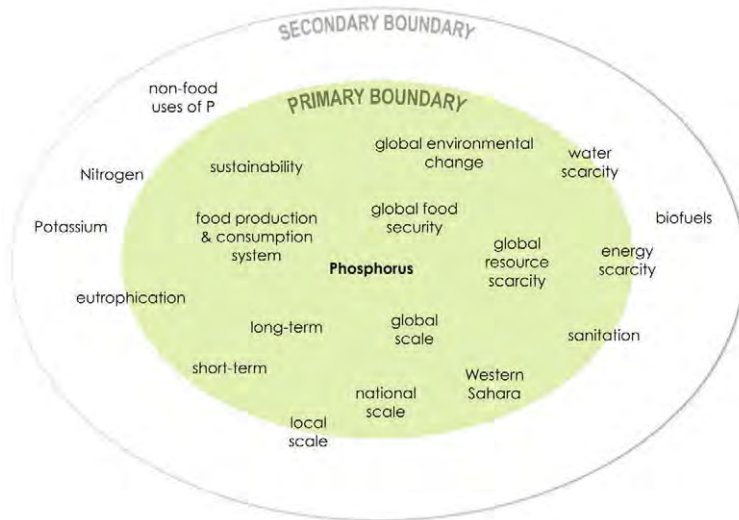 SECONDARY BOUNDARY
non-food
uses of P
PRIMARY BOUNDARY
global environmental
change
water
scarcity
sustainability
Nitrogen
Potassium
food production
& consumption
system
global food
security
biofuels
global
resource
scarcity
energy
scarcity
Phosphorus
eutrophication
long-term
global
scale
sanitation
short-term
Western
Sahara
national
scale
local
scale